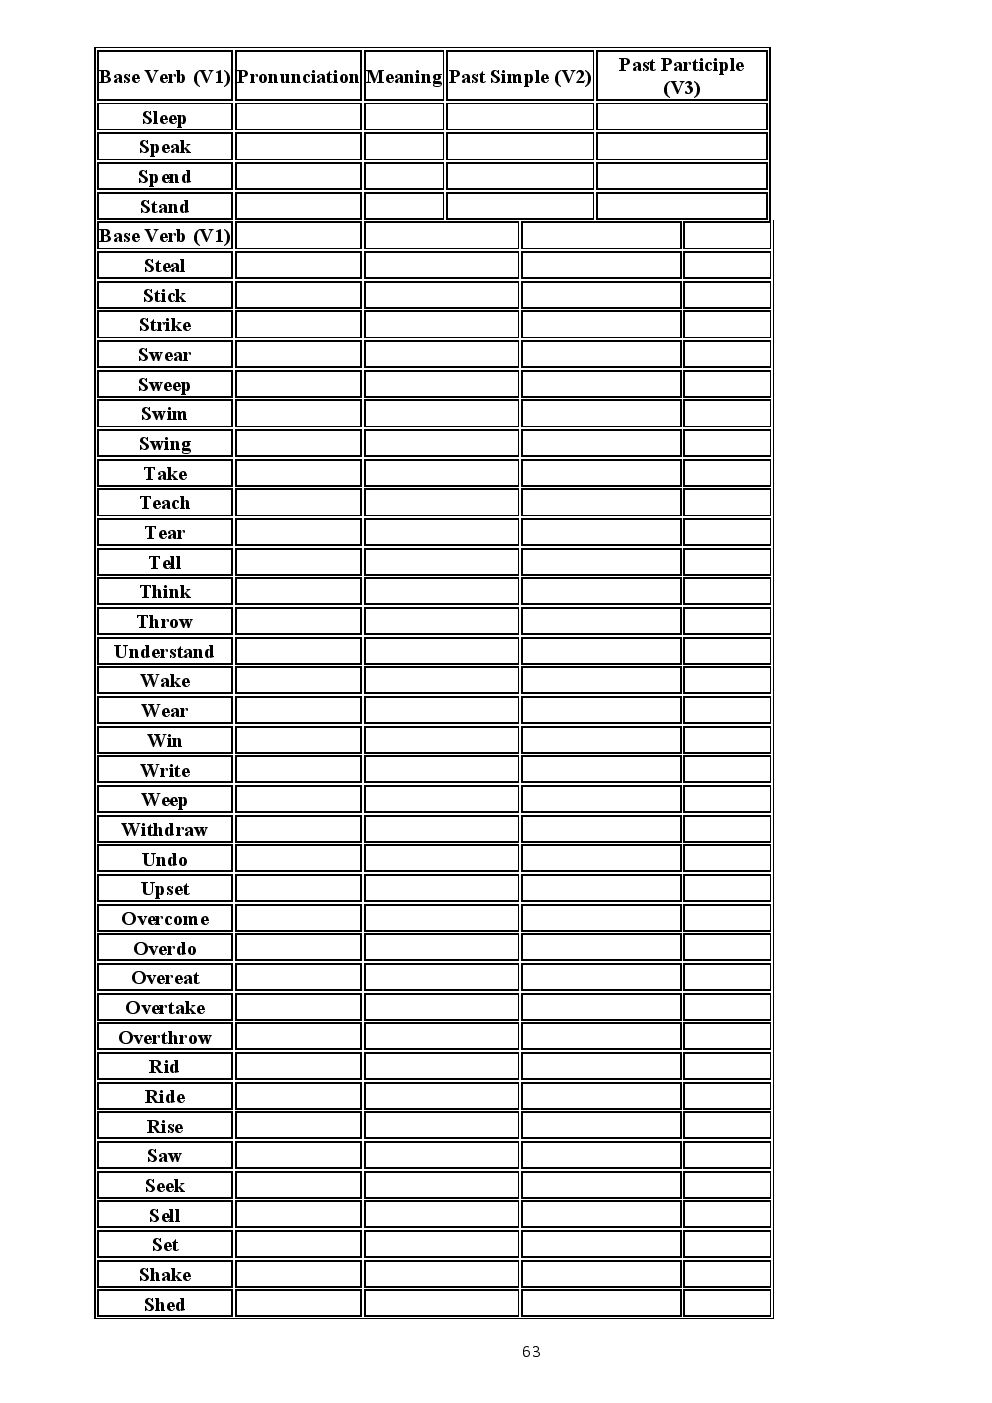 Base Verb (V1) Pronunciation Meaning Past Simple (V2) Past Participle (V3)
Sleep
Speak
Spend
Stand
Base Verb (V1)
Steal
Stick
Strike
Swear
Sweep
Swim
Swing
Take
Teach
Tear
Tell
Think
Throw
Understand
Wake
Wear
Win
Write
Weep
Withdraw
Undo
Upset
Overcome
Overdo
Overeat
Overtake
Overthrow
Rid
Ride
Rise
Saw
Seek
Sell
Set
Shake
Shed
63